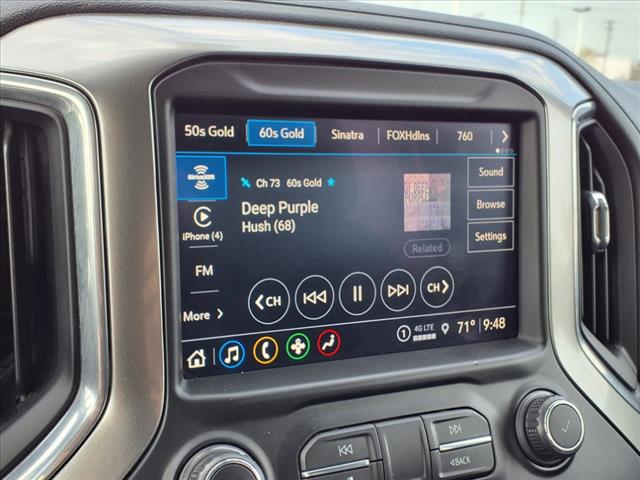 50s Gold 60s Gold Sinatra FOXHdlns 760
SiriusXM
Ch 73 60s Gold
Sound
Deep Purple
Hush (68)
Browse
iPhone (4)
Related
Settings
FM
CH CH
More
1 4G LTE 71° 9:48
BACK